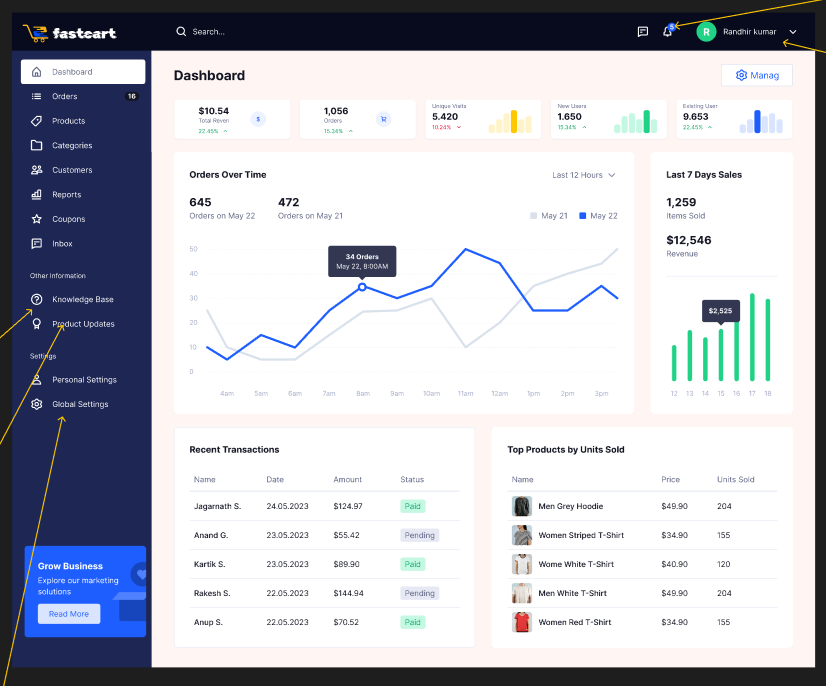 fastcart
Search...
5
R
Randhir kumar
Dashboard
Orders 16
Products
Categories
Customers
Reports
Coupons
Inbox
Other Information
Knowledge Base
Product Updates
Settings
Personal Settings
Global Settings
Grow Business
Explore our marketing
solutions
Read More
Dashboard
Manag
$10.54
Total Reven
22.45%
$
1,056
Orders
15.34%
Unique Visits
5.420
10.24%
New Users
1.650
15.34%
Existing User
9.653
22.45%
Orders Over Time
Last 12 Hours
645
Orders on May 22
472
Orders on May 21
May 21 May 22
50
40
30
20
10
0
34 Orders
May 22, 8:00AM
4am 5am 6am 7am 8am 9am 10am 11am 12am 1pm 2pm 3pm
Last 7 Days Sales
1,259
Items Sold
$12,546
Revenue
$2,525
12 13 14 15 16 17 18
Recent Transactions
Name Date Amount Status
Jagarnath S. 24.05.2023 $124.97 Paid
Anand G. 23.05.2023 $55.42 Pending
Kartik S. 23.05.2023 $89.90 Paid
Rakesh S. 22.05.2023 $144.94 Pending
Anup S. 22.05.2023 $70.52 Paid
Top Products by Units Sold
Name Price Units Sold
Men Grey Hoodie $49.90 204
Women Striped T-Shirt $34.90 155
Wome White T-Shirt $40.90 120
Men White T-Shirt $49.90 204
Women Red T-Shirt $34.90 155